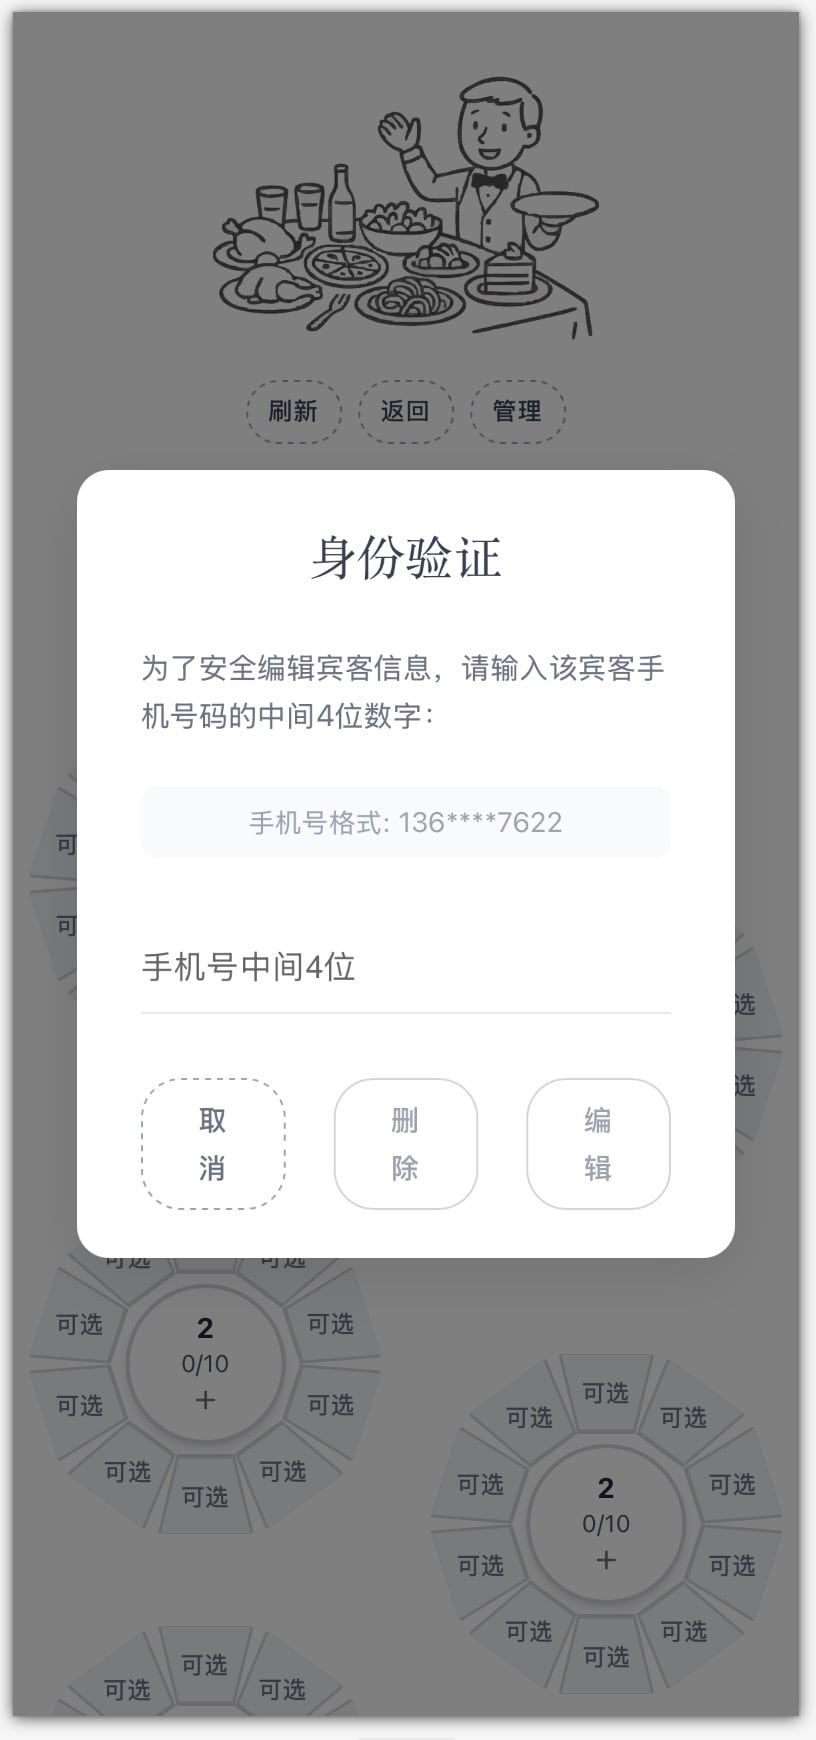 刷新 返回 管理
身份验证
为了安全编辑宾客信息，请输入该宾客手
机号码的中间4位数字：
手机号格式: 136****7622
手机号中间4位
取消 删除 编辑
可
可
选
选
可选 可选
可选 2 可选
0/10
+
可选 可选
可选 可选
可选
可选
可选 可选
可选 2 可选
0/10
+
可选 可选
可选 可选
可选
可选
可选 可选